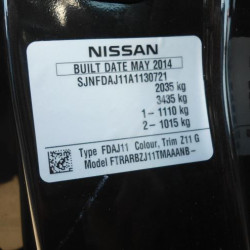 NISSAN
BUILT DATE MAY 2014
SJNFDAJ11A1130721
2035 kg
3435 kg
1 - 1110 kg
2 - 1015 kg
Type FDAJ11 Colour, Trim Z11 G
Model FTRARBZJ11TMAAANB -